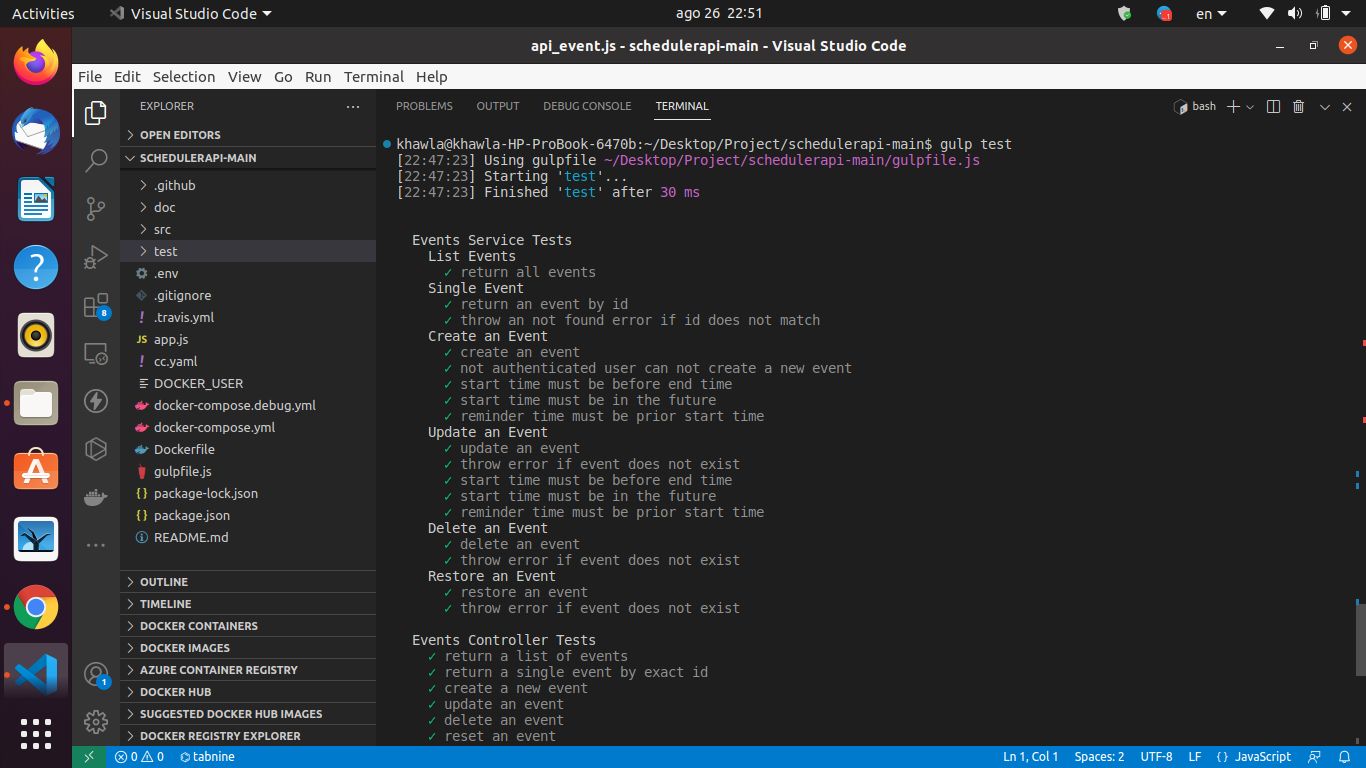 Activities
Visual Studio Code
ago 26 22:51
1
en
api_event.js - schedulerapi-main - Visual Studio Code
File Edit Selection View Go Run Terminal Help
EXPLORER
OPEN EDITORS
SCHEDULERAPI-MAIN
.github
doc
src
test
.env
.gitignore
! .travis.yml
JS app.js
! cc.yaml
DOCKER_USER
docker-compose.debug.yml
docker-compose.yml
Dockerfile
gulpfile.js
{} package-lock.json
{} package.json
README.md
OUTLINE
TIMELINE
DOCKER CONTAINERS
DOCKER IMAGES
AZURE CONTAINER REGISTRY
DOCKER HUB
SUGGESTED DOCKER HUB IMAGES
DOCKER REGISTRY EXPLORER
8
1
PROBLEMS OUTPUT DEBUG CONSOLE TERMINAL
bash
khawla@khawla-HP-ProBook-6470b:~/Desktop/Project/schedulerapi-main$ gulp test
[22:47:23] Using gulpfile ~/Desktop/Project/schedulerapi-main/gulpfile.js
[22:47:23] Starting 'test'...
[22:47:23] Finished 'test' after 30 ms
Events Service Tests
List Events
✓ return all events
Single Event
✓ return an event by id
✓ throw an not found error if id does not match
Create an Event
✓ create an event
✓ not authenticated user can not create a new event
✓ start time must be before end time
✓ start time must be in the future
✓ reminder time must be prior start time
Update an Event
✓ update an event
✓ throw error if event does not exist
✓ start time must be before end time
✓ start time must be in the future
✓ reminder time must be prior start time
Delete an Event
✓ delete an event
✓ throw error if event does not exist
Restore an Event
✓ restore an event
✓ throw error if event does not exist
Events Controller Tests
✓ return a list of events
✓ return a single event by exact id
✓ create a new event
✓ update an event
✓ delete an event
✓ reset an event
0 0 tabnine
Ln 1, Col 1 Spaces: 2 UTF-8 LF {} JavaScript